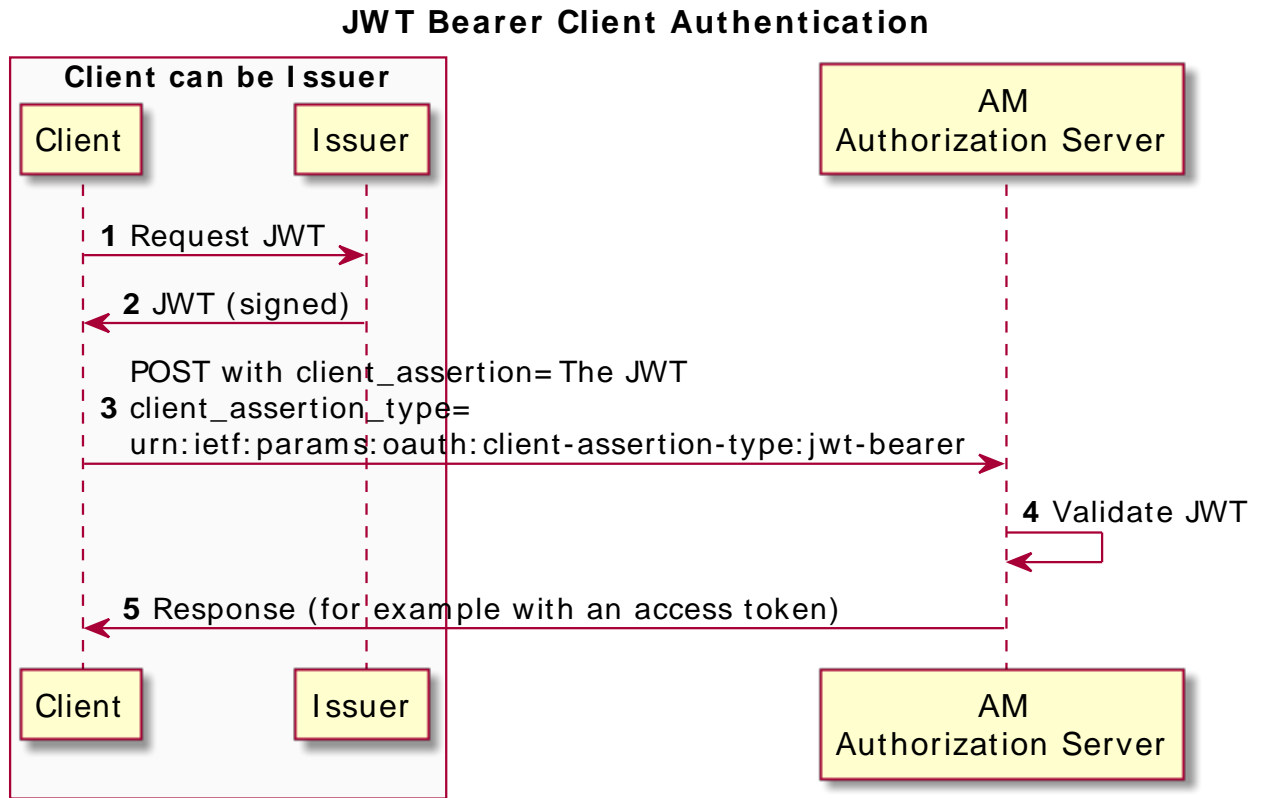 JWT Bearer Client Authentication
Client can be Issuer
Client
Issuer
AM
Authorization Server
1 Request JWT
2 JWT (signed)
POST with client_assertion=The JWT
3 client_assertion_type=
urn:ietf:params:oauth:client-assertion-type:jwt-bearer
4 Validate JWT
5 Response (for example with an access token)
Client
Issuer
AM
Authorization Server